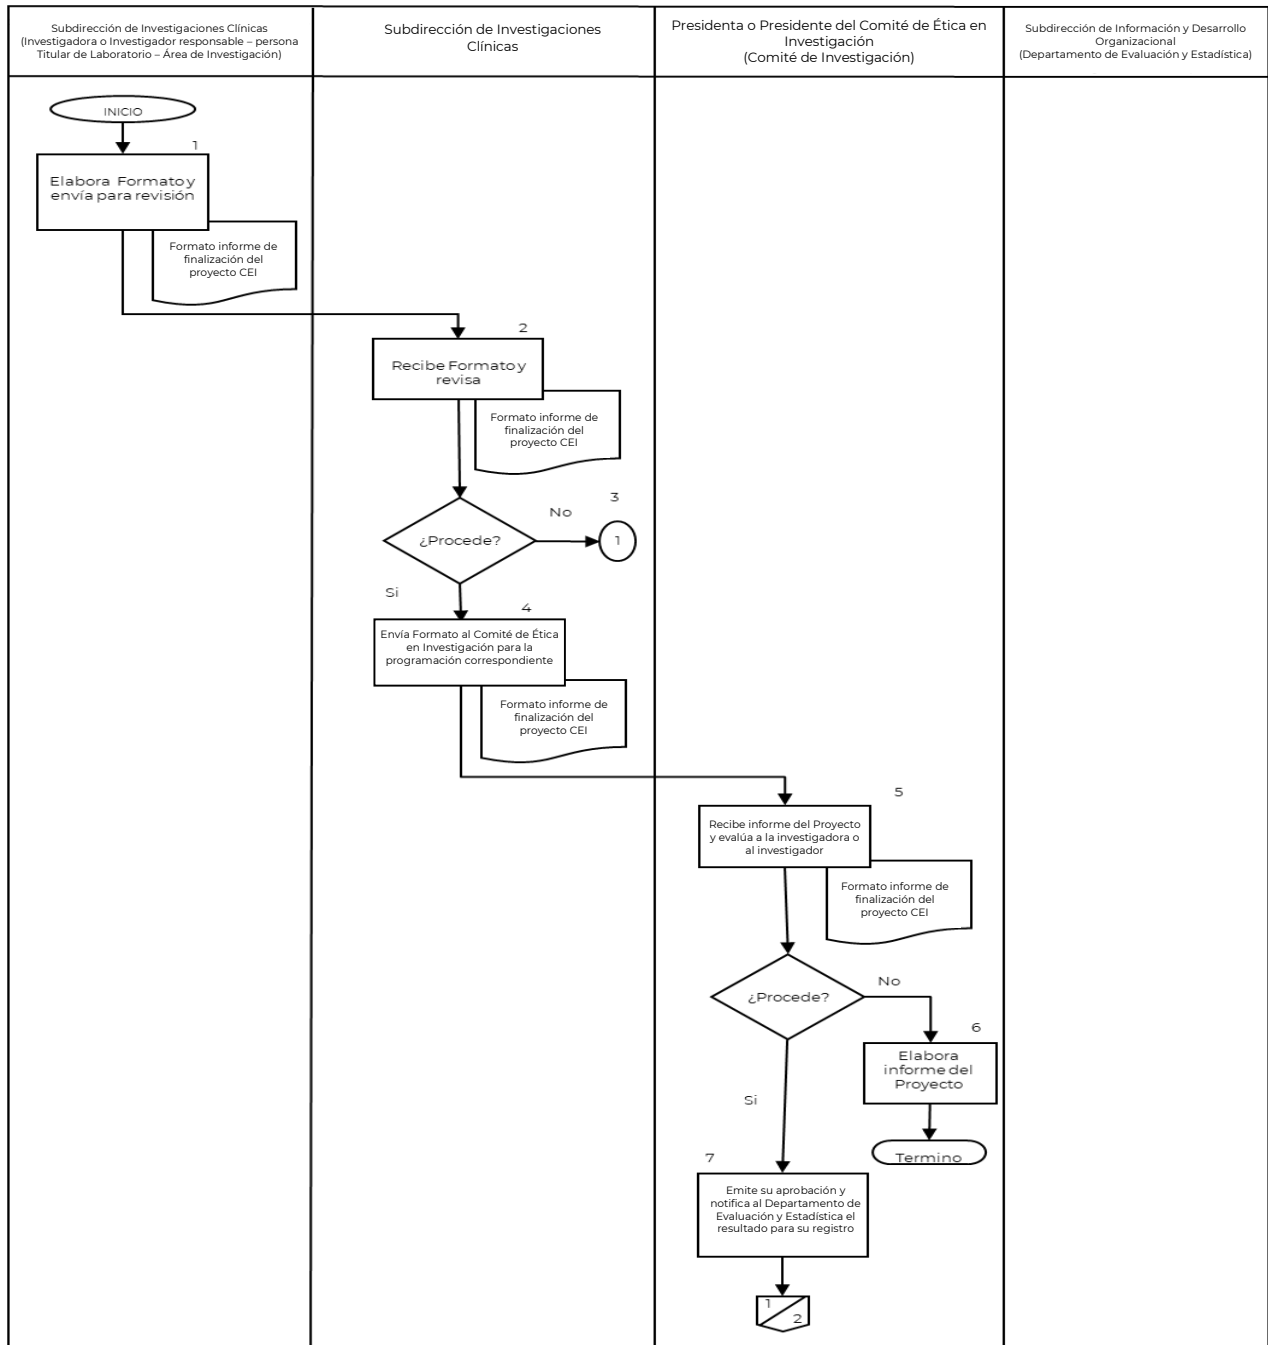 Subdirección de Investigaciones Clínicas
(Investigadora o Investigador responsable – persona
Titular de Laboratorio – Área de Investigación)
Subdirección de Investigaciones
Clínicas
Presidenta o Presidente del Comité de Ética en
Investigación
(Comité de Investigación)
Subdirección de Información y Desarrollo
Organizacional
(Departamento de Evaluación y Estadística)
INICIO
1
Elabora Formato y
envía para revisión
Formato informe de
finalización del
proyecto CEI
2
Recibe Formato y
revisa
Formato informe de
finalización del
proyecto CEI
3
No
¿Procede?
1
Si
4
Envía Formato al Comité de Ética
en Investigación para la
programación correspondiente
Formato informe de
finalización del
proyecto CEI
5
Recibe informe del Proyecto
y evalúa a la investigadora o
al investigador
Formato informe de
finalización del
proyecto CEI
No
¿Procede?
6
Elabora
informe del
Proyecto
Si
Termino
7
Emite su aprobación y
notifica al Departamento de
Evaluación y Estadística el
resultado para su registro
1
2